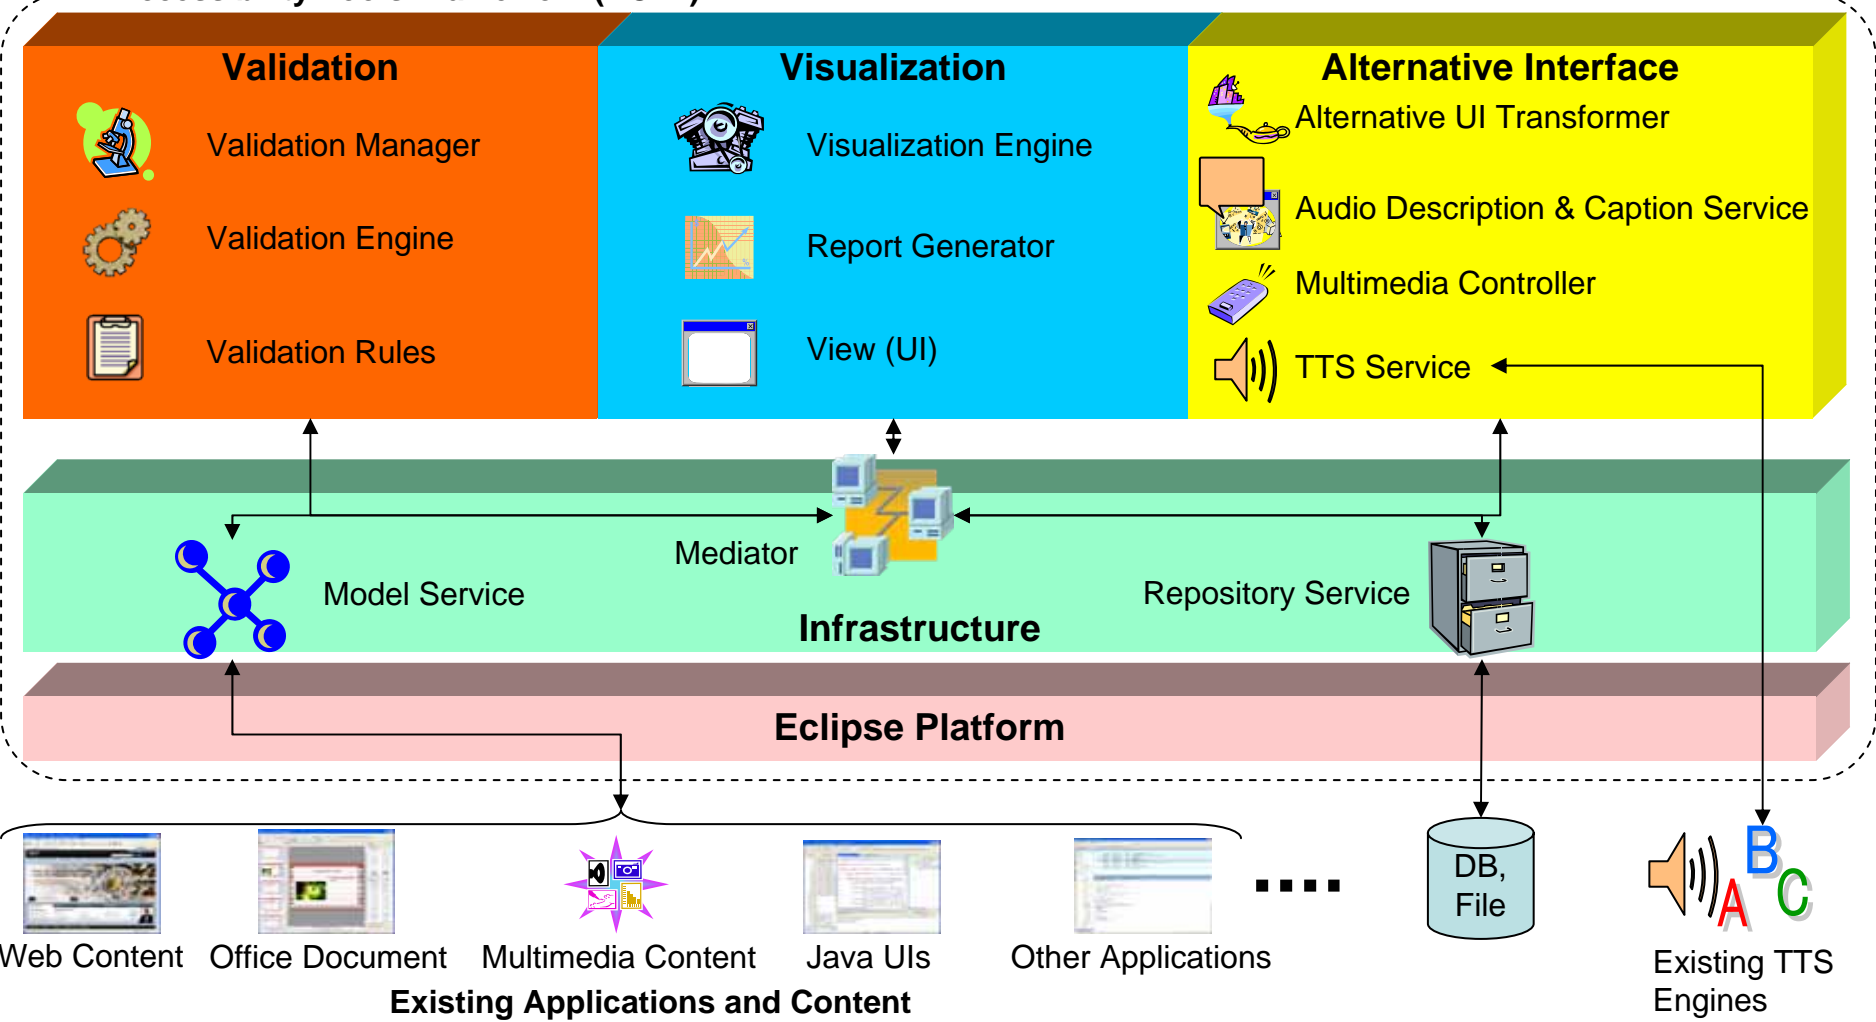 Validation
Validation Manager
Validation Engine
Validation Rules
Visualization
Visualization Engine
Report Generator
View (UI)
Alternative Interface
Alternative UI Transformer
Audio Description & Caption Service
Multimedia Controller
TTS Service
Mediator
Model Service
Repository Service
Infrastructure
Eclipse Platform
Web Content
Office Document
Multimedia Content
Java UIs
Other Applications
Existing Applications and Content
DB,
File
A
B
C
Existing TTS
Engines